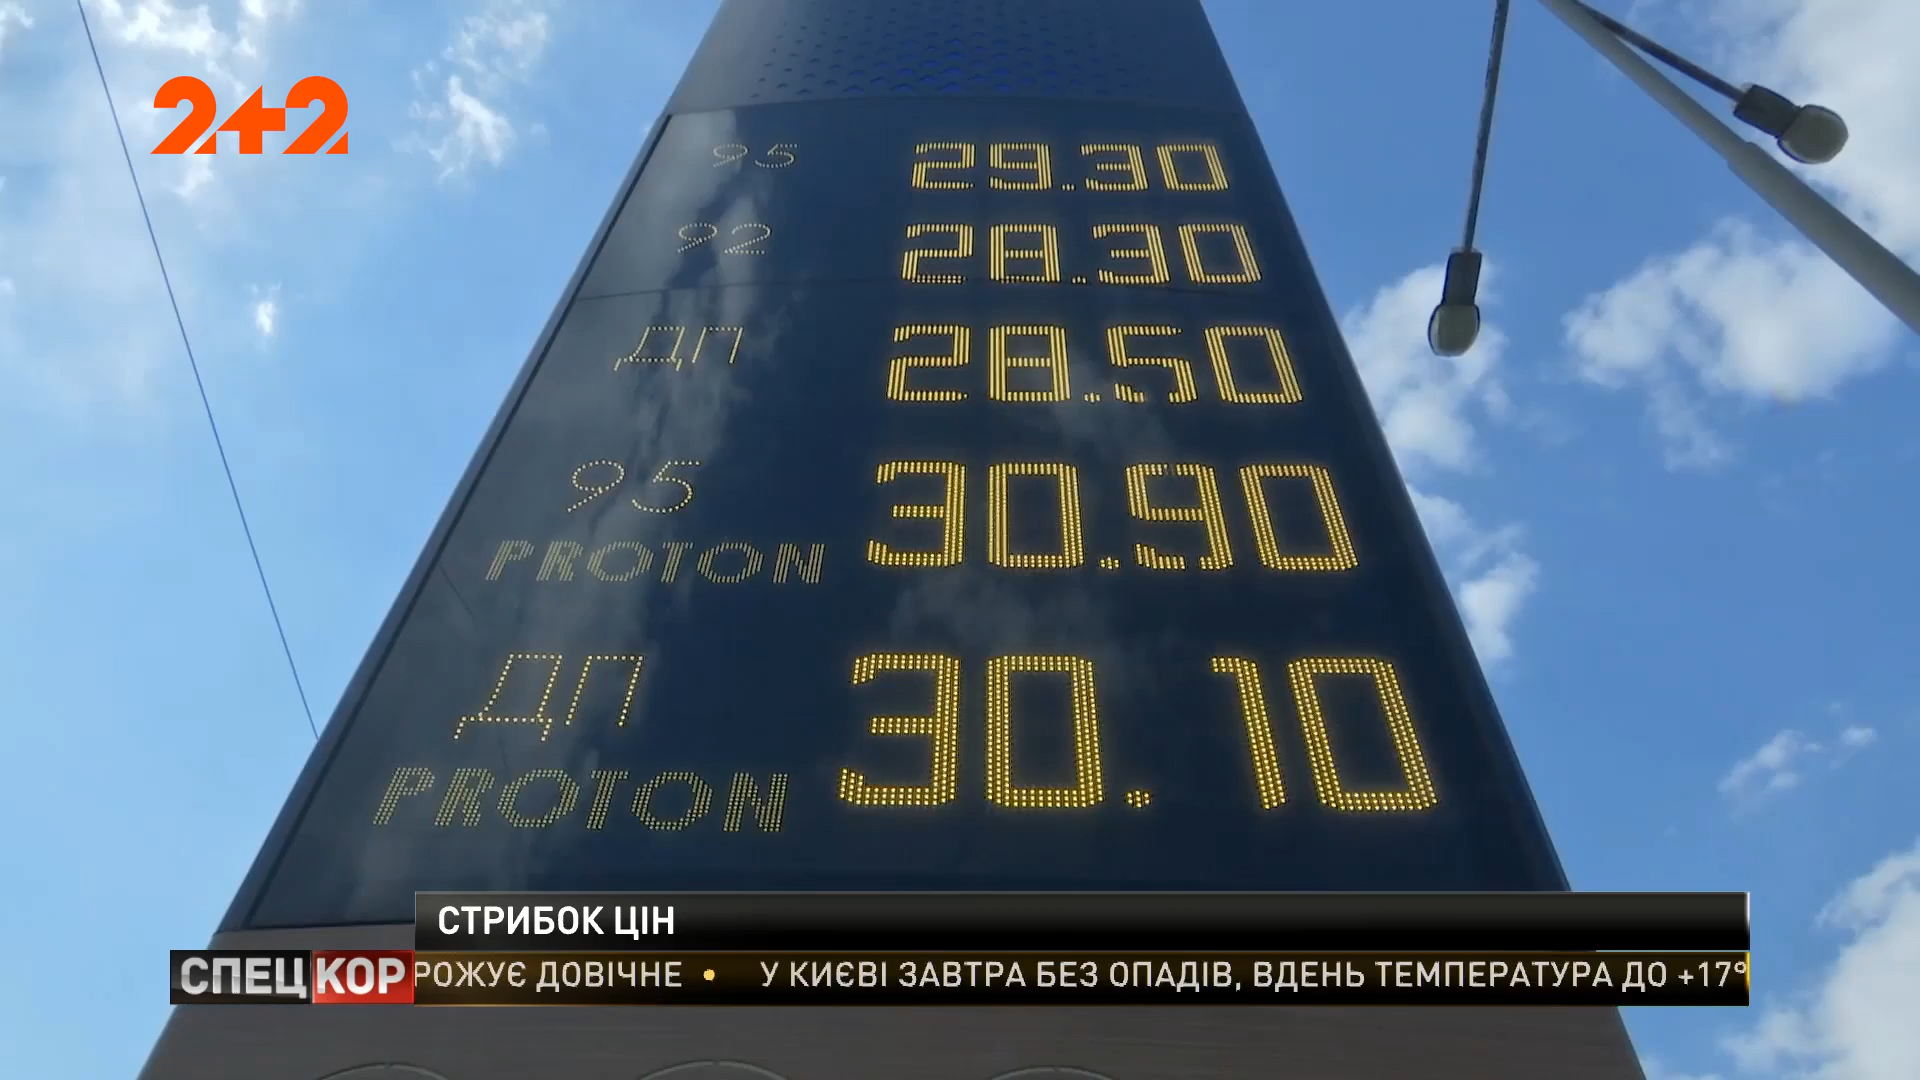 2+2
95 29.30
92 28.30
ДП 28.50
95 30.90
PROTON
ДП 30.10
PROTON
СТРИБОК ЦІН
СПЕЦКОР РОЖУЄ ДОВІЧНЕ • У КИЄВІ ЗАВТРА БЕЗ ОПАДІВ, ВДЕНЬ ТЕМПЕРАТУРА ДО +17°